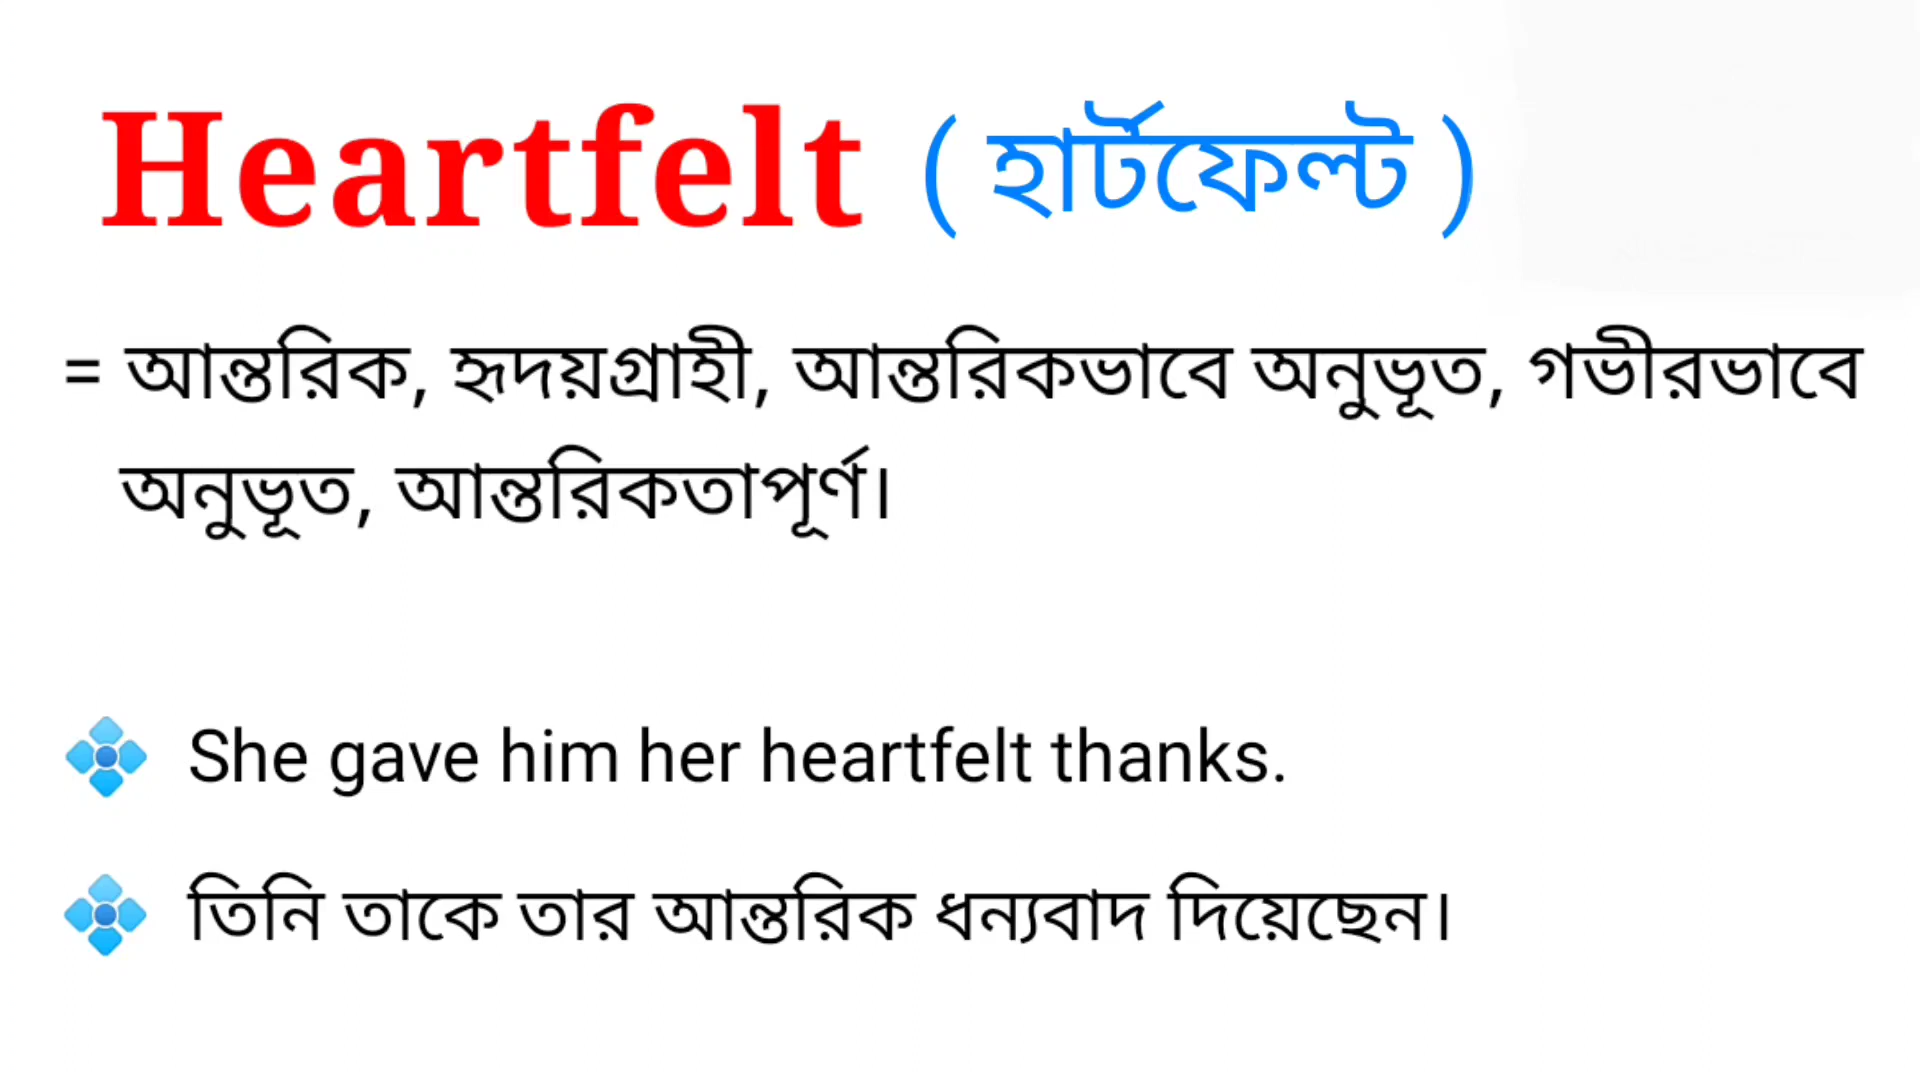 Heartfelt ( হার্টফেল্ট )
= আন্তরিক, হৃদয়গ্রাহী, আন্তরিকভাবে অনুভূত, গভীরভাবে
অনুভূত, আন্তরিকতাপূর্ণ।
She gave him her heartfelt thanks.
তিনি তাকে তার আন্তরিক ধন্যবাদ দিয়েছেন।